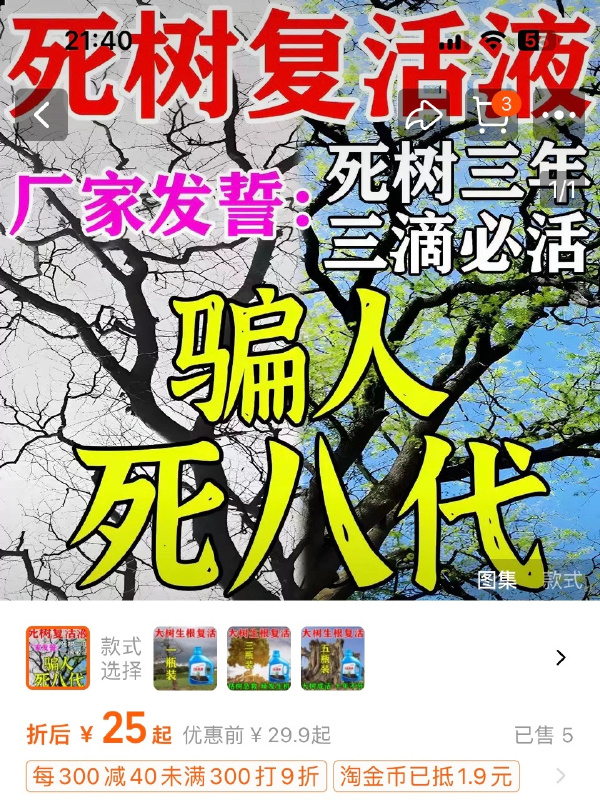 死树复活液
21:40
3
死树三年
1/1
厂家发誓：
三滴必活
骗人
死八代
图集 款式
款式
选择
死树复活液
骗人
死八代
大树生根复活
一瓶装
大树生根复活
三瓶装
大树生根复活
五瓶装
折后 ¥ 25 起 优惠前 ¥ 29.9起 已售 5
每300减40未满300打9折 淘金币已抵1.9元